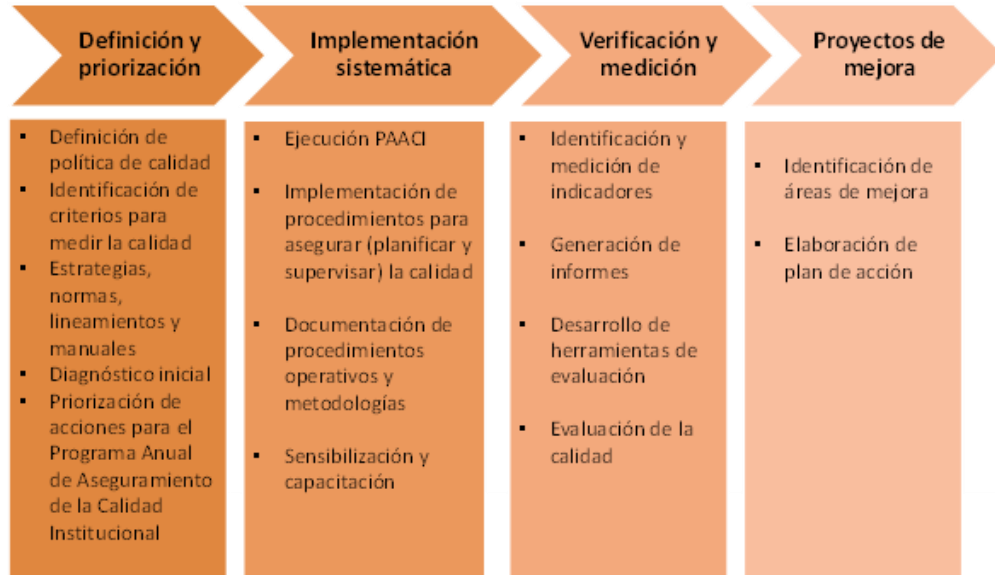 Definición y
priorización
Implementación
sistemática
Verificación y
medición
Proyectos de
mejora
▪ Definición de
política de calidad
▪ Identificación de
criterios para
medir la calidad
▪ Estrategias,
normas,
lineamientos y
manuales
▪ Diagnóstico inicial
▪ Priorización de
acciones para el
Programa Anual
de Aseguramiento
de la Calidad
Institucional
▪ Ejecución PAACI
▪ Implementación de
procedimientos para
asegurar (planificar y
supervisar) la calidad
▪ Documentación de
procedimientos
operativos y
metodologías
▪ Sensibilización y
capacitación
▪ Identificación y
medición de
indicadores
▪ Generación de
informes
▪ Desarrollo de
herramientas de
evaluación
▪ Evaluación de la
calidad
▪ Identificación de
áreas de mejora
▪ Elaboración de
plan de acción